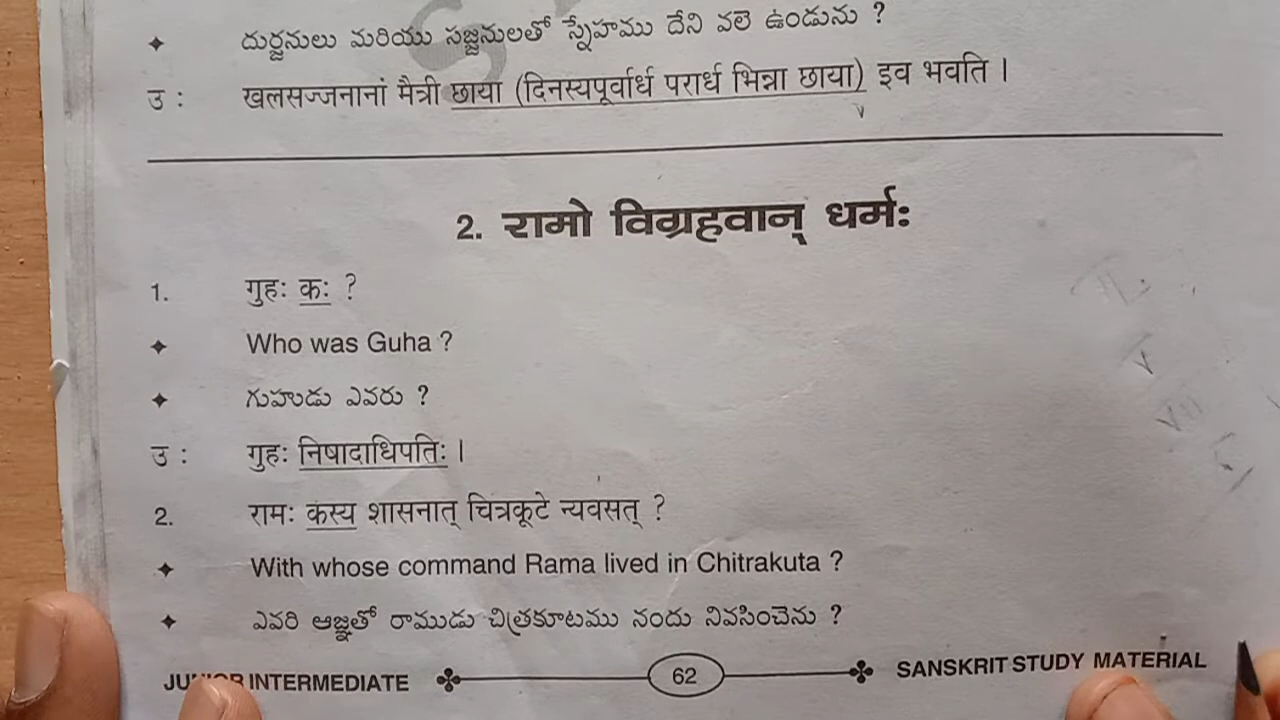 ✦ దుర్జనులు మరియు సజ్జనులతో స్నేహము దేని వలె ఉండును ?
उ : खलसज्जनानां मैत्री छाया (दिनस्यपूर्वार्ध परार्ध भिन्ना छाया) इव भवति ।
2. रामो विग्रहवान् धर्मः
1. गुहः कः ?
✦ Who was Guha ?
✦ గుహుడు ఎవరు ?
उ : गुहः निषादाधिपतिः ।
2. रामः कस्य शासनात् चित्रकूटे न्यवसत् ?
✦ With whose command Rama lived in Chitrakuta ?
✦ ఎవరి ఆజ్ఞతో రాముడు చిత్రకూటము నందు నివసించెను ?
INTERMEDIATE 62 SANSKRIT STUDY MATERIAL